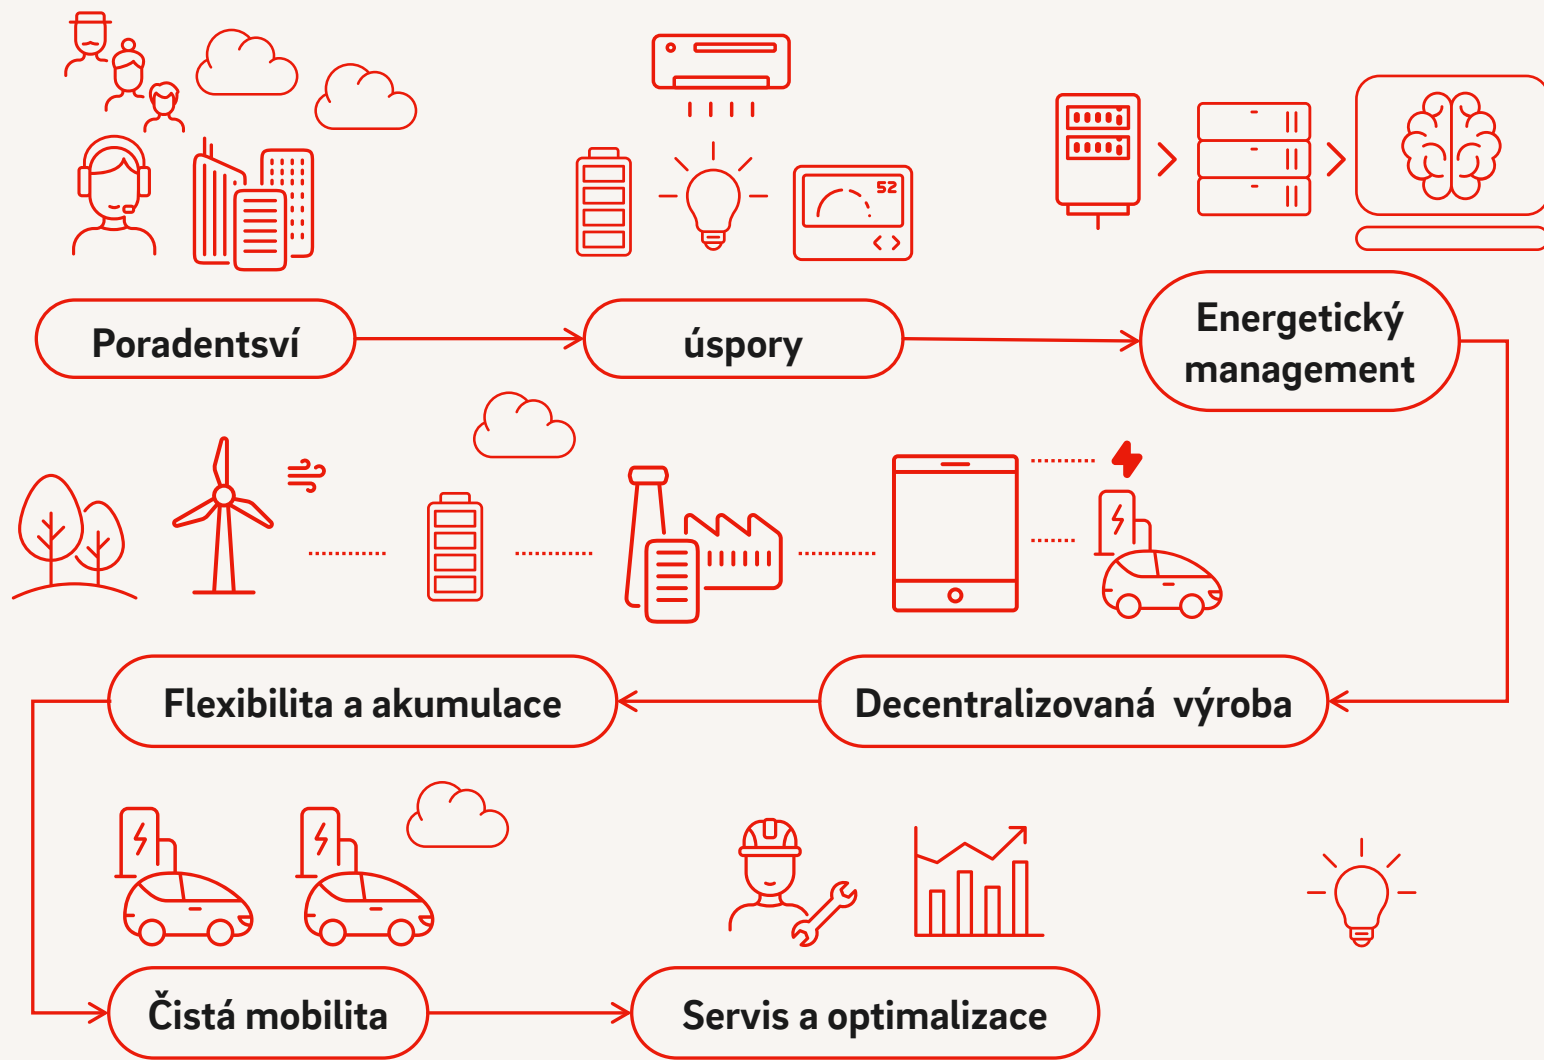 52
Poradentsví
úspory
Energetický
management
Flexibilita a akumulace
Decentralizovaná výroba
Čistá mobilita
Servis a optimalizace